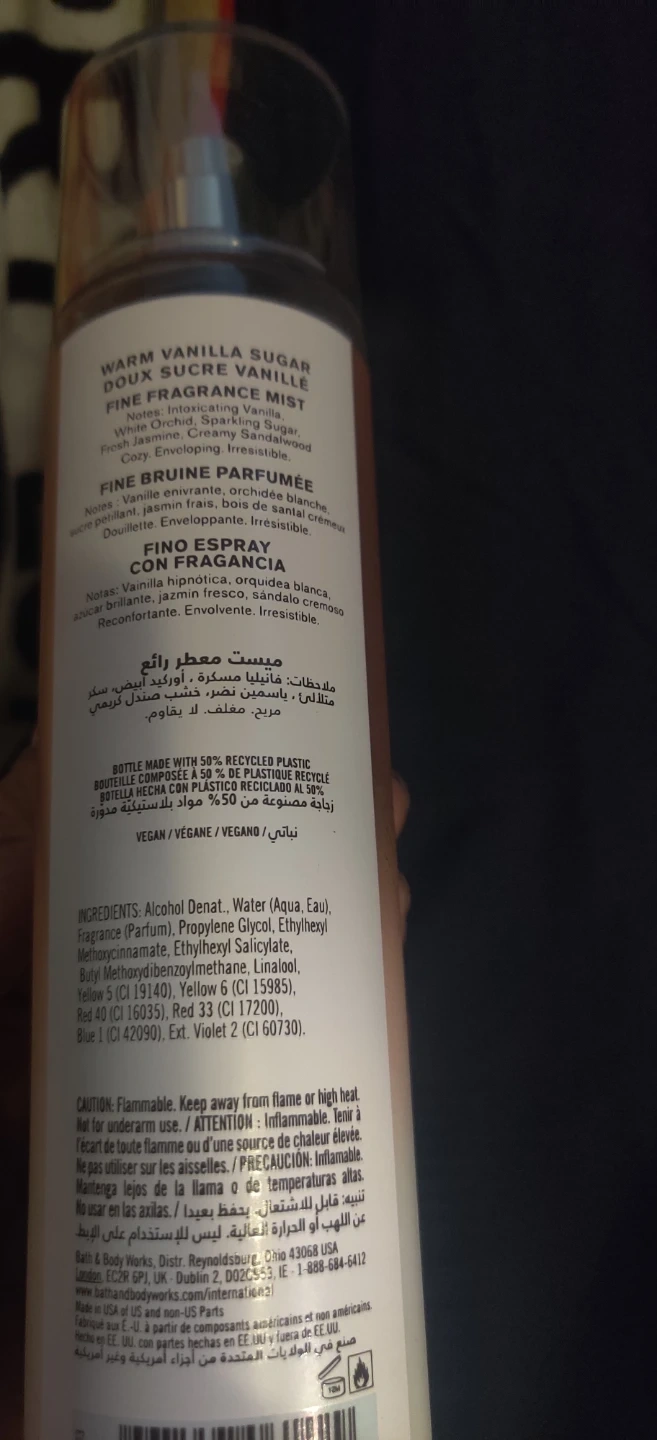 WARM VANILLA SUGAR
DOUX SUCRE VANILLÉ
FINE FRAGRANCE MIST
Notes: Intoxicating Vanilla,
White Orchid, Sparkling Sugar,
Fresh Jasmine, Creamy Sandalwood
Cozy. Enveloping. Irresistible.
FINE BRUINE PARFUMÉE
Notes : Vanille enivrante, orchidée blanche,
sucre pétillant, jasmin frais, bois de santal crémeux
Douillette. Enveloppante. Irrésistible.
FINO ESPRAY
CON FRAGANCIA
Notas: Vainilla hipnótica, orquídea blanca,
azúcar brillante, jazmín fresco, sándalo cremoso
Reconfortante. Envolvente. Irresistible.
ميست معطر رائع
ملاحظات: فانيليا مسكرة ، أوركيد أبيض، سكر
متلألئ ، ياسمين نضر، خشب صندل كريمي
مريح. مغلف. لا يقاوم.
BOTTLE MADE WITH 50% RECYCLED PLASTIC
BOUTEILLE COMPOSÉE À 50 % DE PLASTIQUE RECYCLÉ
BOTELLA HECHA CON PLÁSTICO RECICLADO AL 50%
زجاجة مصنوعة من 50% مواد بلاستيكيّة مدوّرة
VEGAN / VÉGANE / VEGANO / نباتي
INGREDIENTS: Alcohol Denat., Water (Aqua, Eau),
Fragrance (Parfum), Propylene Glycol, Ethylhexyl
Methoxycinnamate, Ethylhexyl Salicylate,
Butyl Methoxydibenzoylmethane, Linalool,
Yellow 5 (CI 19140), Yellow 6 (CI 15985),
Red 40 (CI 16035), Red 33 (CI 17200),
Blue 1 (CI 42090), Ext. Violet 2 (CI 60730).
CAUTION: Flammable. Keep away from flame or high heat.
Not for underarm use. / ATTENTION : Inflammable. Tenir à
l'écart de toute flamme ou d'une source de chaleur élevée.
Ne pas utiliser sur les aisselles. / PRECAUCIÓN: Inflamable.
Mantenga lejos de la llama o de temperaturas altas.
No usar en las axilas. / تنبيه: قابل للاشتعال. يحفظ بعيدا
عن اللهب أو الحرارة العالية. ليس للإستخدام على الإبط.
Bath & Body Works, Distr. Reynoldsburg, Ohio 43068 USA
London, EC2R 6PJ, UK - Dublin 2, IE - 1-888-684-6412
www.bathandbodyworks.com/international
Made in USA of US and non-US Parts
Fabriqué aux É.-U. à partir de composants américains et non américains.
Hecho en EE. UU. con partes hechas en EE.UU y fuera de EE.UU.
صنع في الولايات المتحدة من أجزاء أمريكية وغير أمريكية